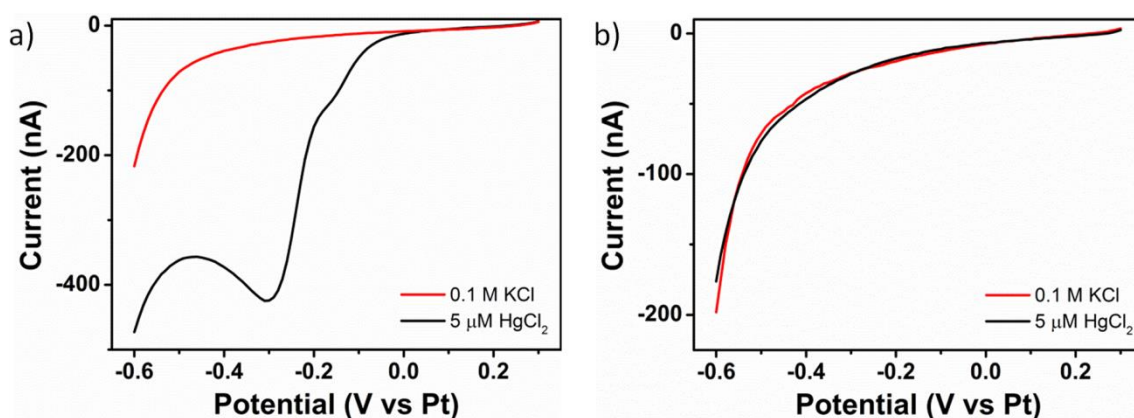 a)
0
-200
-400
Current (nA)
0.1 M KCl
5 μM HgCl₂
-0.6
-0.4
-0.2
0.0
0.2
Potential (V vs Pt)
b)
0
-100
-200
Current (nA)
0.1 M KCl
5 μM HgCl₂
-0.6
-0.4
-0.2
0.0
0.2
Potential (V vs Pt)